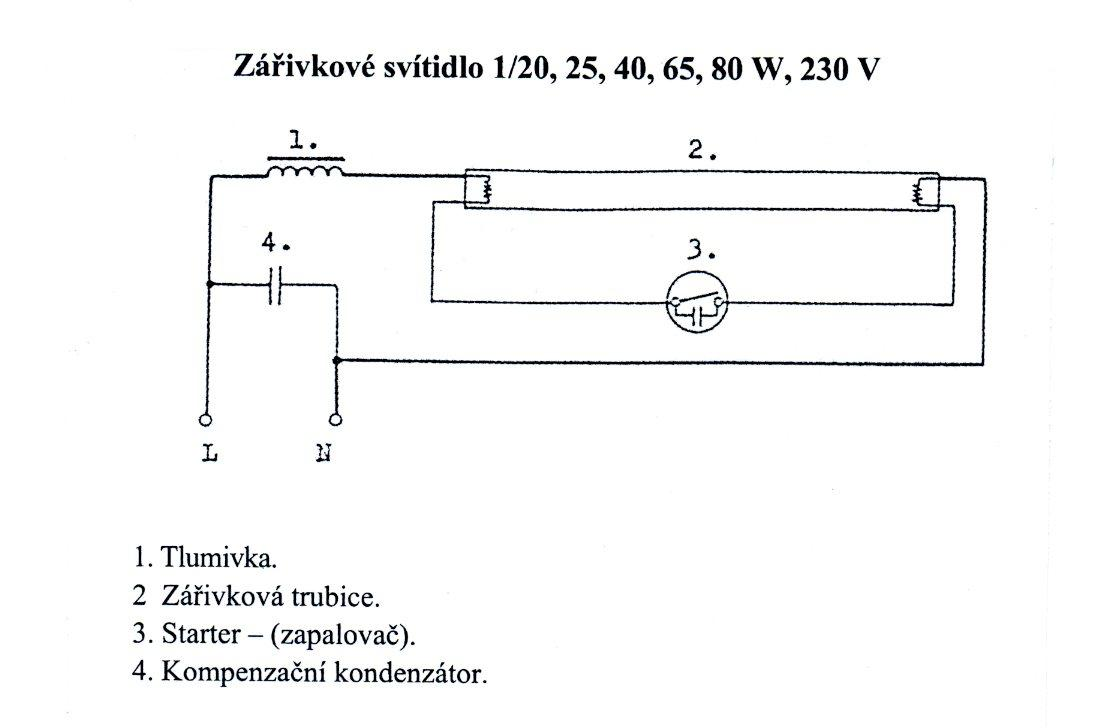 Zářivkové svítidlo 1/20, 25, 40, 65, 80 W, 230 V
1.
2.
4.
3.
L
N
1. Tlumivka.
2 Zářivková trubice.
3. Starter – (zapalovač).
4. Kompenzační kondenzátor.